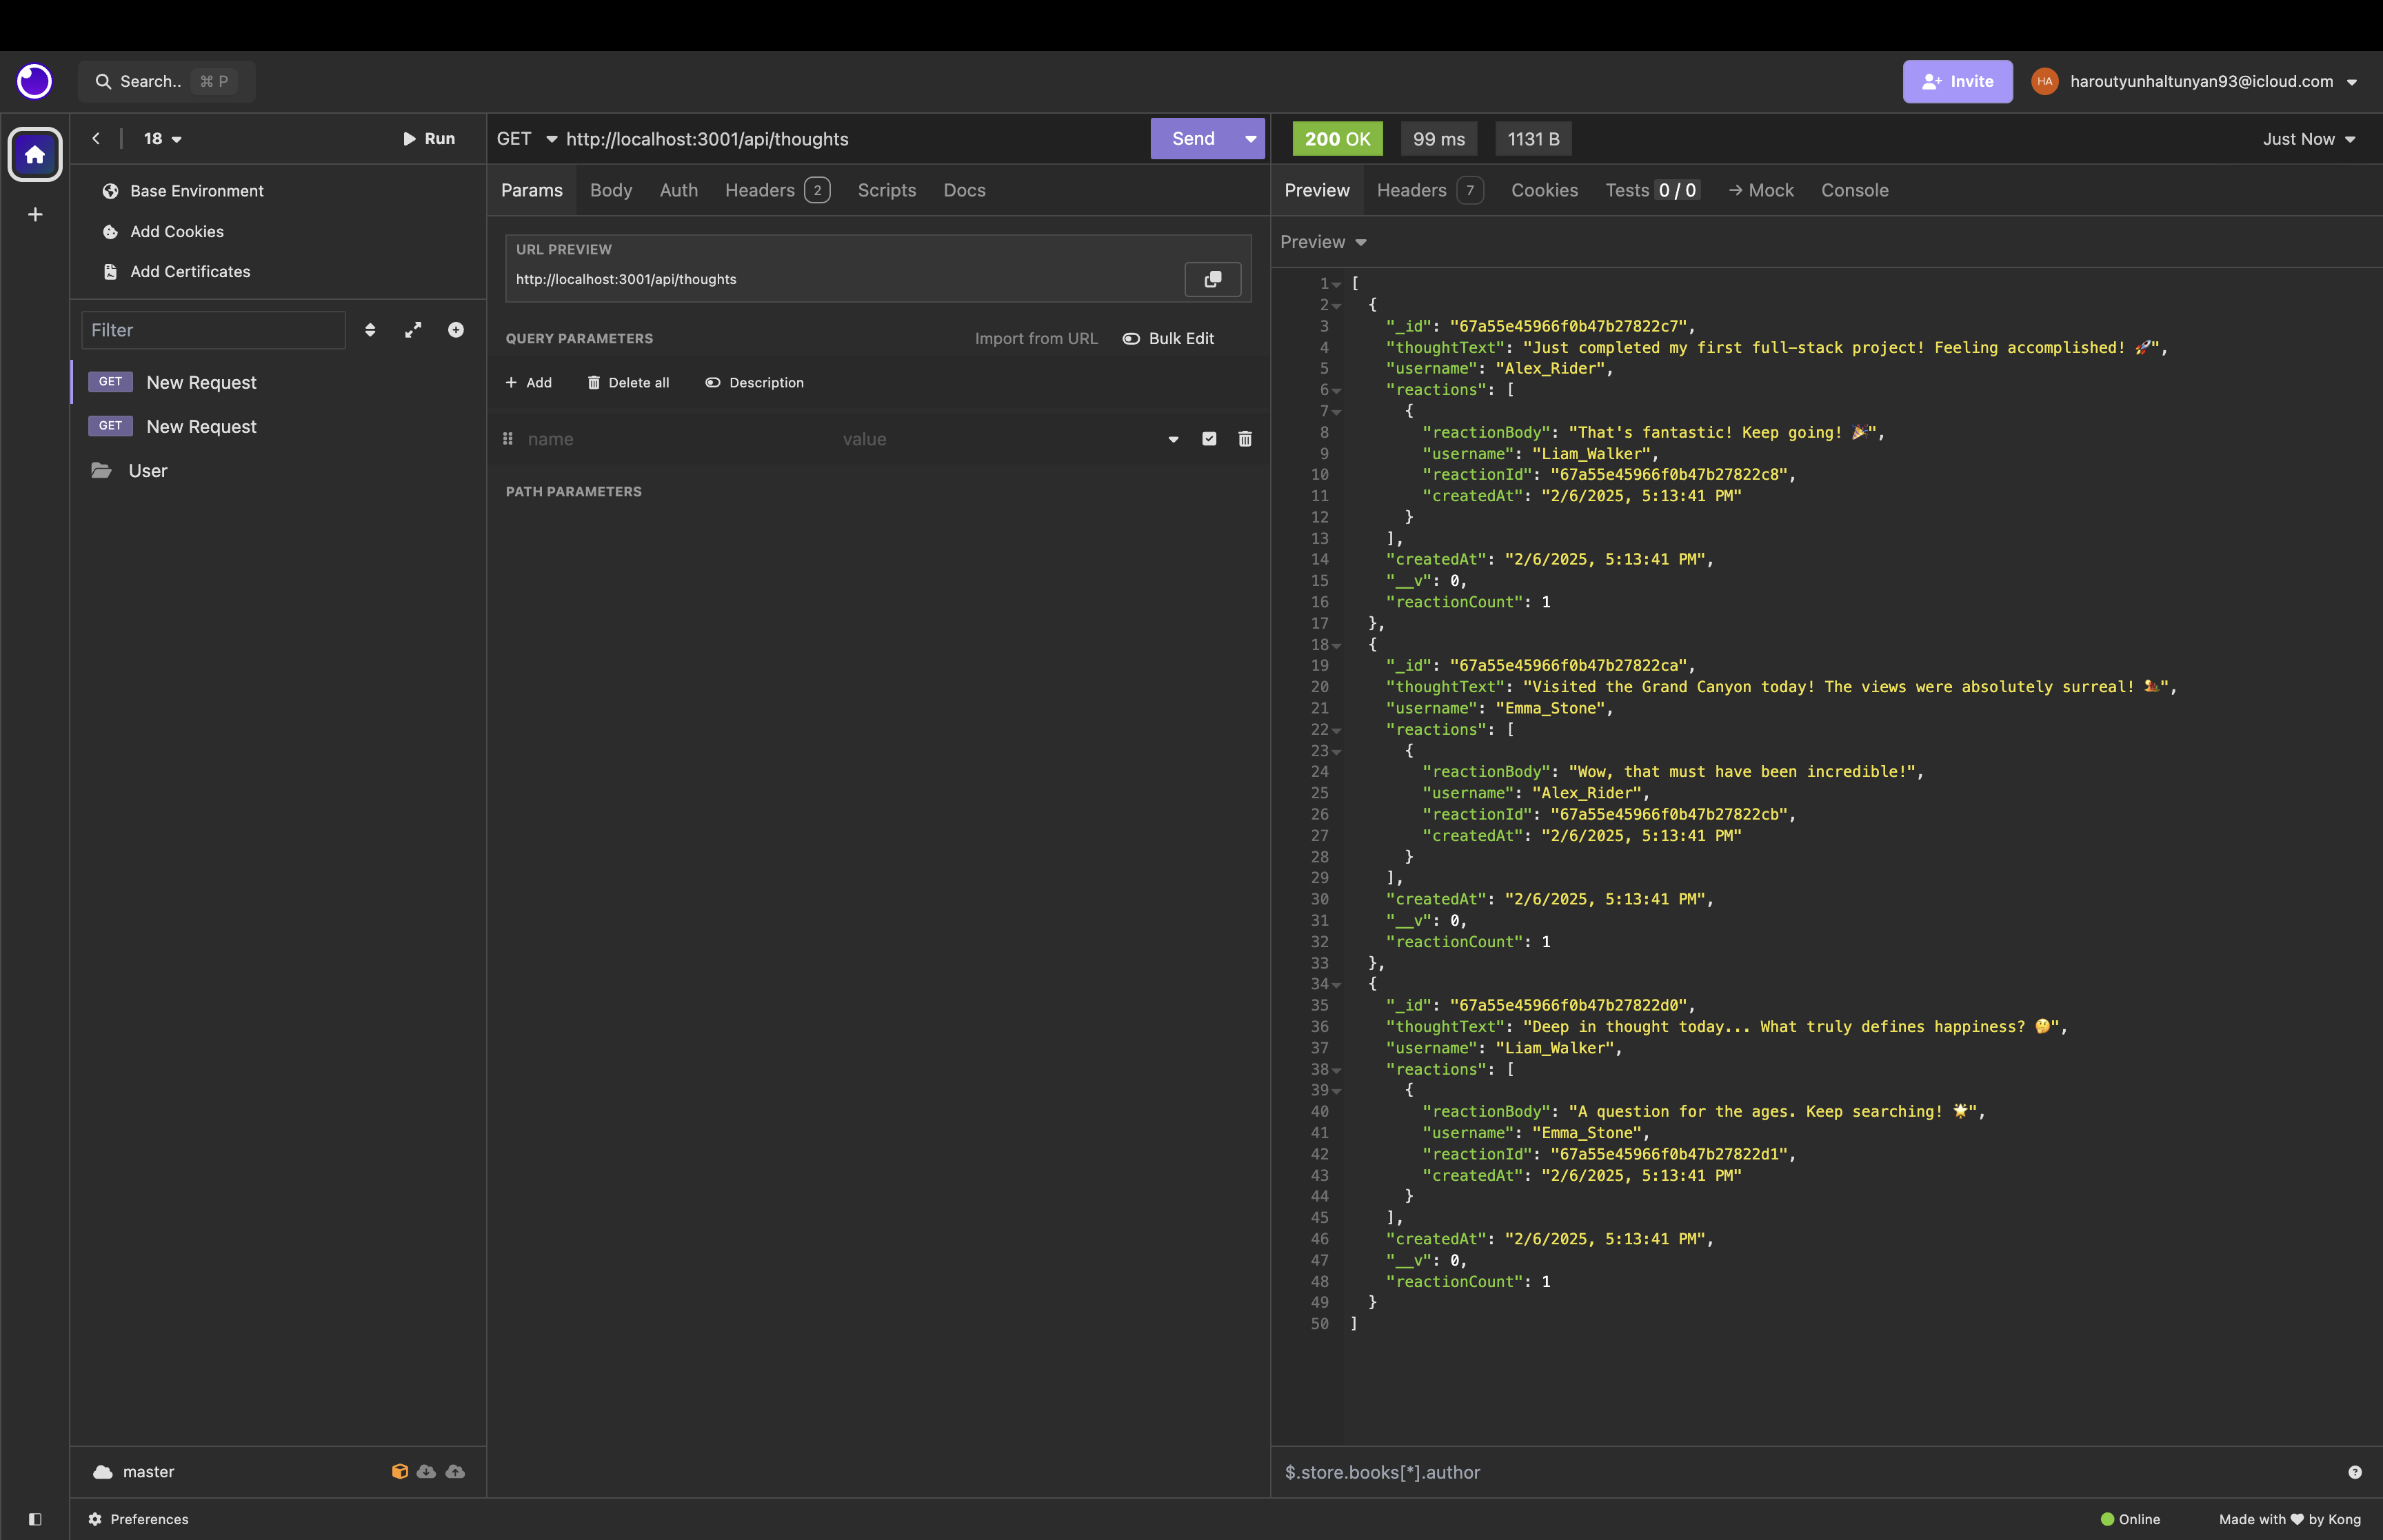 Search.. ⌘ P
Invite
HA haroutyunhaltunyan93@icloud.com
18 Run
Base Environment
Add Cookies
Add Certificates
Filter
GET New Request
GET New Request
User
master
Preferences
GET http://localhost:3001/api/thoughts Send
Params Body Auth Headers 2 Scripts Docs
URL PREVIEW
http://localhost:3001/api/thoughts
QUERY PARAMETERS Import from URL Bulk Edit
+ Add Delete all Description
name value
PATH PARAMETERS
200 OK 99 ms 1131 B Just Now
Preview Headers 7 Cookies Tests 0 / 0 → Mock Console
Preview
1 [
2 {
3 "_id": "67a55e45966f0b47b27822c7",
4 "thoughtText": "Just completed my first full-stack project! Feeling accomplished! 🚀",
5 "username": "Alex_Rider",
6 "reactions": [
7 {
8 "reactionBody": "That's fantastic! Keep going! 🎉",
9 "username": "Liam_Walker",
10 "reactionId": "67a55e45966f0b47b27822c8",
11 "createdAt": "2/6/2025, 5:13:41 PM"
12 }
13 ],
14 "createdAt": "2/6/2025, 5:13:41 PM",
15 "__v": 0,
16 "reactionCount": 1
17 },
18 {
19 "_id": "67a55e45966f0b47b27822ca",
20 "thoughtText": "Visited the Grand Canyon today! The views were absolutely surreal! ",
21 "username": "Emma_Stone",
22 "reactions": [
23 {
24 "reactionBody": "Wow, that must have been incredible!",
25 "username": "Alex_Rider",
26 "reactionId": "67a55e45966f0b47b27822cb",
27 "createdAt": "2/6/2025, 5:13:41 PM"
28 }
29 ],
30 "createdAt": "2/6/2025, 5:13:41 PM",
31 "__v": 0,
32 "reactionCount": 1
33 },
34 {
35 "_id": "67a55e45966f0b47b27822d0",
36 "thoughtText": "Deep in thought today... What truly defines happiness? 🤔",
37 "username": "Liam_Walker",
38 "reactions": [
39 {
40 "reactionBody": "A question for the ages. Keep searching! 🌟",
41 "username": "Emma_Stone",
42 "reactionId": "67a55e45966f0b47b27822d1",
43 "createdAt": "2/6/2025, 5:13:41 PM"
44 }
45 ],
46 "createdAt": "2/6/2025, 5:13:41 PM",
47 "__v": 0,
48 "reactionCount": 1
49 }
50 ]
$.store.books[*].author
Online Made with ❤ by Kong